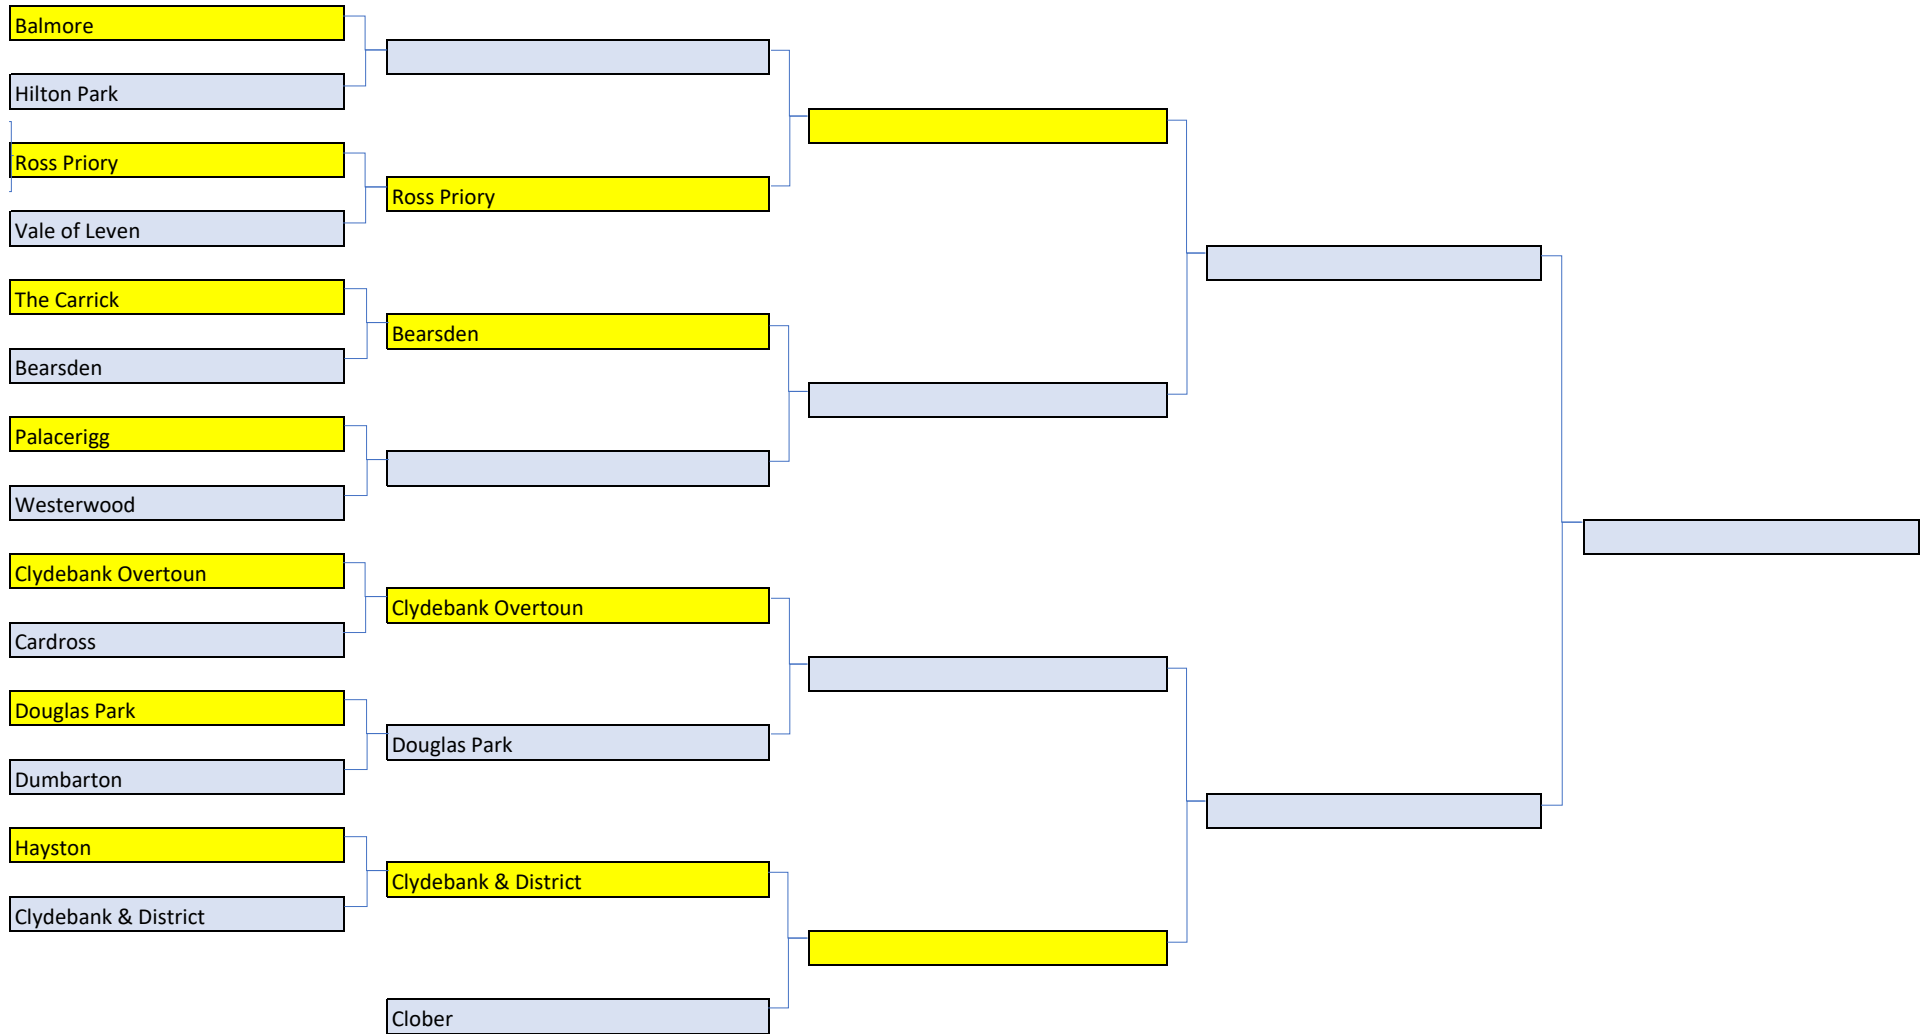 Balmore
Hilton Park
Ross Priory
Vale of Leven
The Carrick
Bearsden
Palacerigg
Westerwood
Clydebank Overtoun
Cardross
Douglas Park
Dumbarton
Hayston
Clydebank & District
Ross Priory
Bearsden
Clydebank Overtoun
Douglas Park
Clydebank & District
Clober